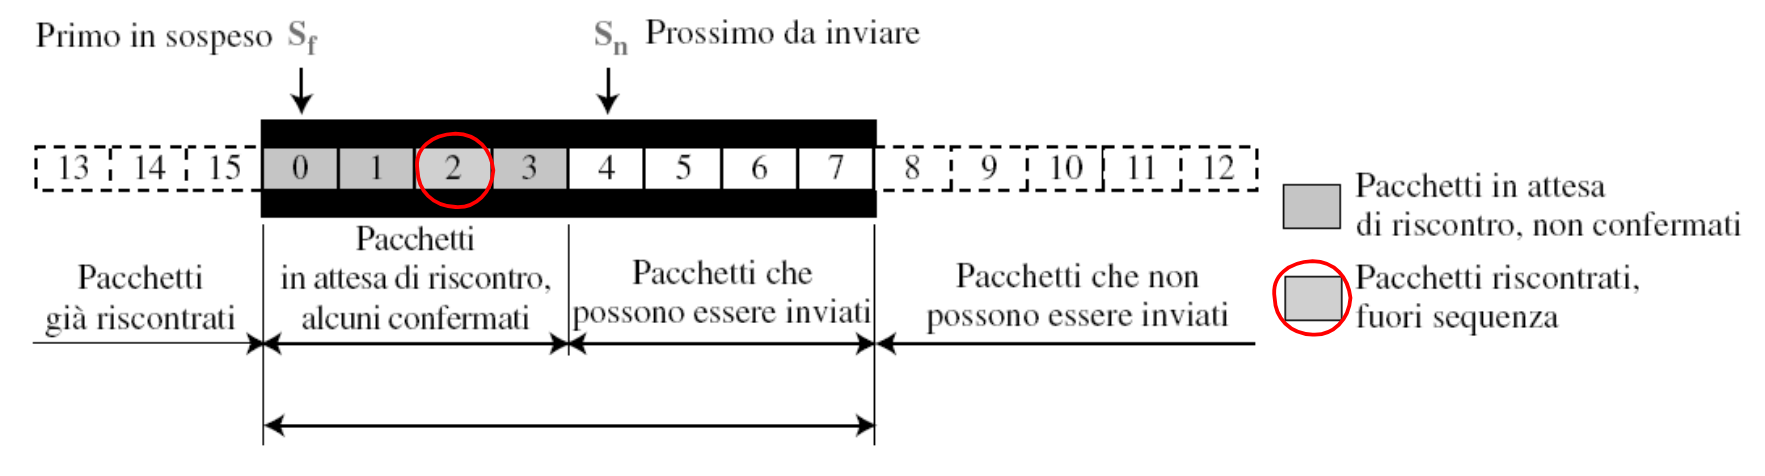 Primo in sospeso Sf
Sn Prossimo da inviare
13 14 15 0 1 2 3 4 5 6 7 8 9 10 11 12
Pacchetti
già riscontrati
Pacchetti
in attesa di riscontro,
alcuni confermati
Pacchetti che
possono essere inviati
Pacchetti che non
possono essere inviati
Pacchetti in attesa
di riscontro, non confermati
Pacchetti riscontrati,
fuori sequenza